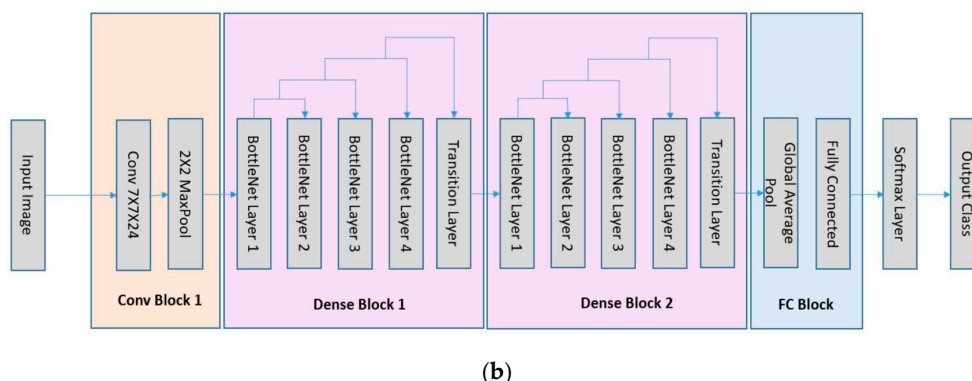 Input Image
Conv 7X7X24
2X2 MaxPool
Conv Block 1
BottleNet Layer 1
BottleNet Layer 2
BottleNet Layer 3
BottleNet Layer 4
Transition Layer
Dense Block 1
BottleNet Layer 1
BottleNet Layer 2
BottleNet Layer 3
BottleNet Layer 4
Transition Layer
Dense Block 2
Global Average
Pool
Fully Connected
FC Block
Softmax Layer
Output Class
(b)